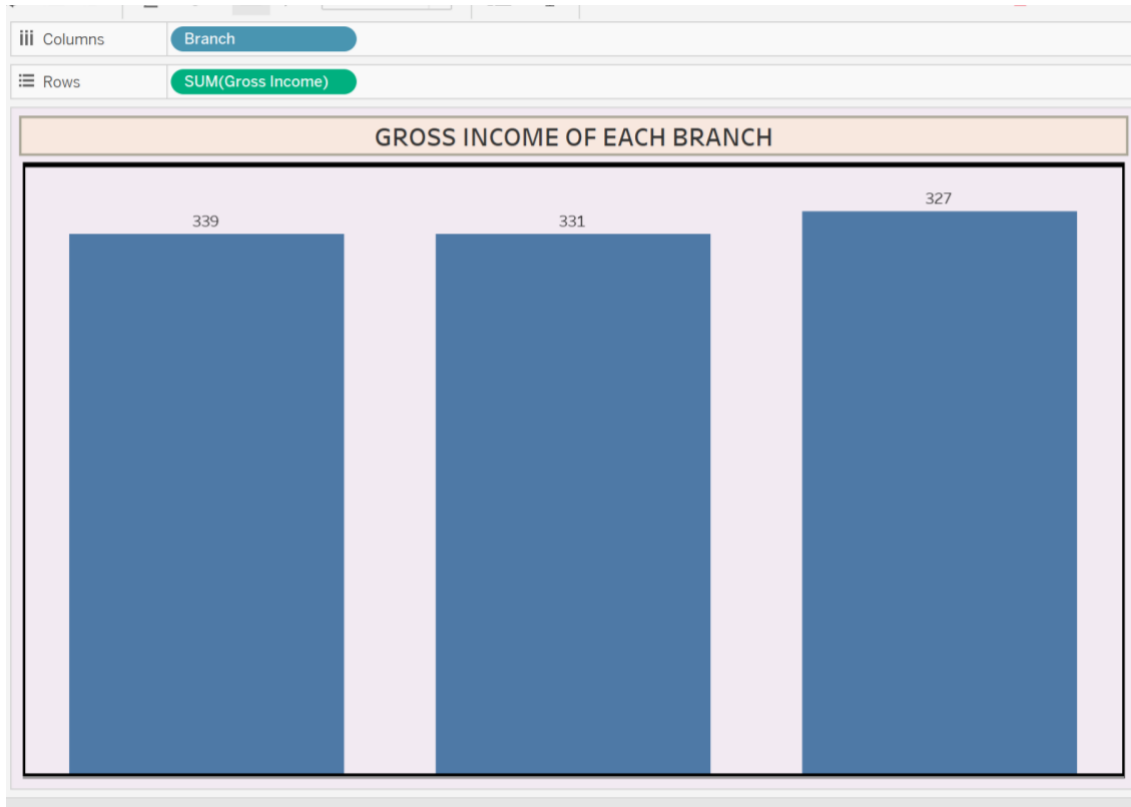 Columns Branch
Rows SUM(Gross Income)
GROSS INCOME OF EACH BRANCH
339 331 327